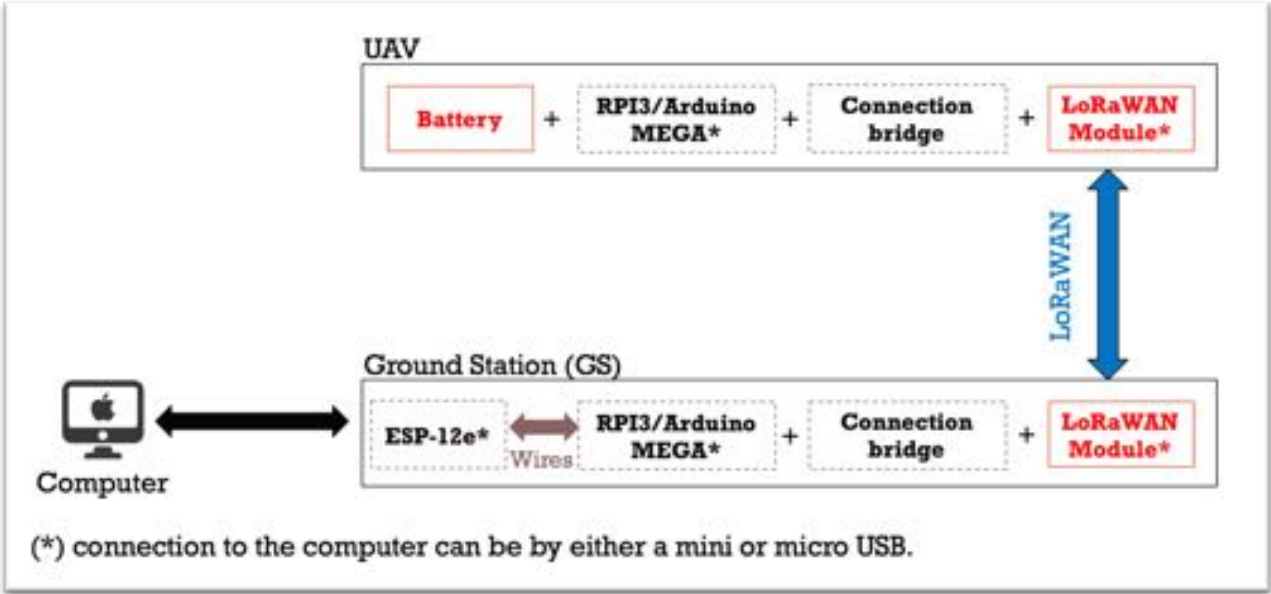 UAV
Battery + RPI3/Arduino MEGA* + Connection bridge + LoRaWAN Module*
LoRaWAN
Ground Station (GS)
ESP-12e* Wires RPI3/Arduino MEGA* + Connection bridge + LoRaWAN Module*
Computer
(*) connection to the computer can be by either a mini or micro USB.